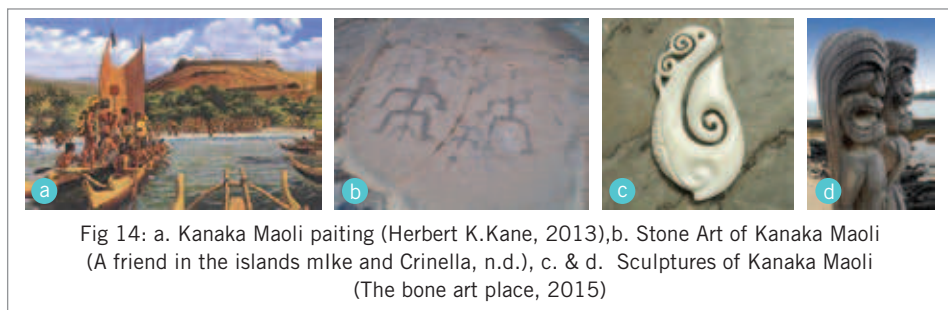 a
b
c
d
Fig 14: a. Kanaka Maoli paiting (Herbert K.Kane, 2013),b. Stone Art of Kanaka Maoli
(A friend in the islands mIke and Crinella, n.d.), c. & d. Sculptures of Kanaka Maoli
(The bone art place, 2015)